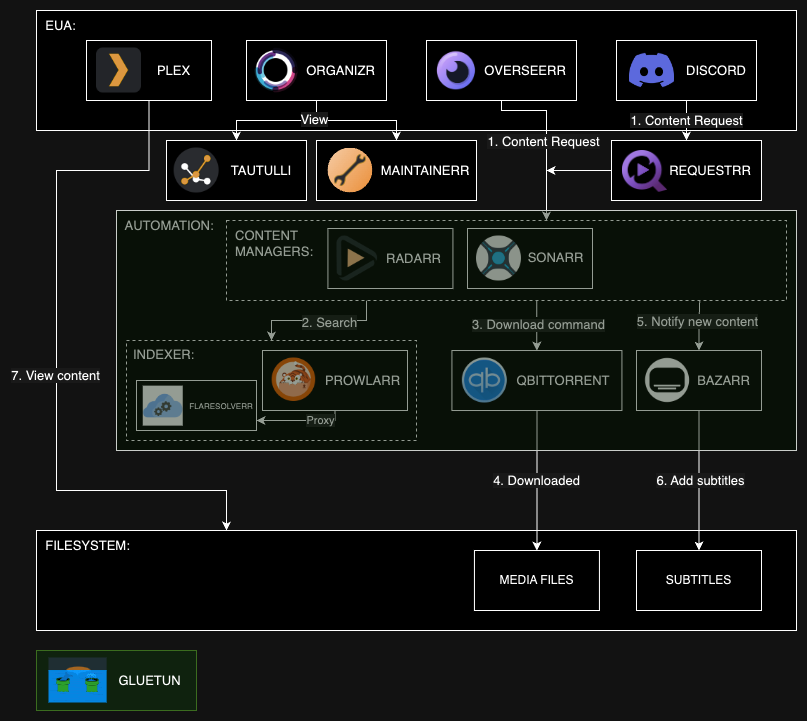 EUA:
PLEX
ORGANIZR
OVERSEERR
DISCORD
View
1. Content Request
1. Content Request
TAUTULLI
MAINTAINERR
REQUESTRR
AUTOMATION:
CONTENT
MANAGERS:
RADARR
SONARR
2. Search
3. Download command
5. Notify new content
INDEXER:
PROWLARR
FLARESOLVERR
Proxy
qb
QBITTORRENT
BAZARR
7. View content
4. Downloaded
6. Add subtitles
FILESYSTEM:
MEDIA FILES
SUBTITLES
GLUETUN